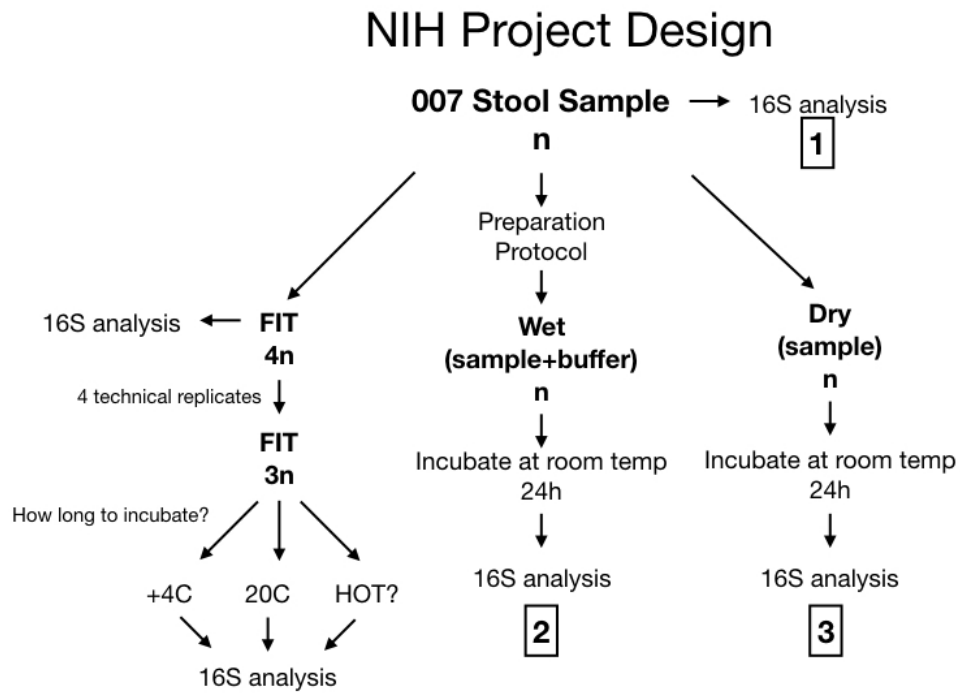 NIH Project Design
007 Stool Sample
n
16S analysis
1
Preparation
Protocol
16S analysis
FIT
4n
4 technical replicates
FIT
3n
How long to incubate?
+4C
20C
HOT?
16S analysis
Wet
(sample+buffer)
n
Incubate at room temp
24h
16S analysis
2
Dry
(sample)
n
Incubate at room temp
24h
16S analysis
3